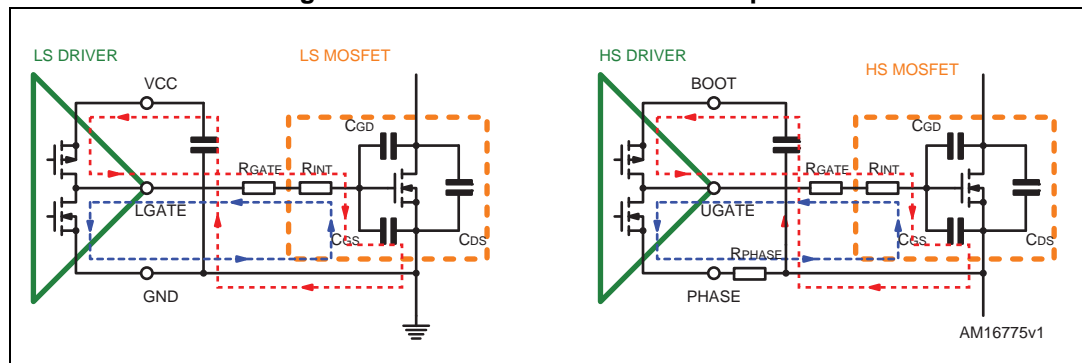 LS DRIVER
LS MOSFET
VCC
CGD
RGATE
RINT
LGATE
CGS
CDS
GND
HS DRIVER
HS MOSFET
BOOT
CGD
RGATE
RINT
UGATE
CGS
CDS
RPHASE
PHASE
AM16775v1